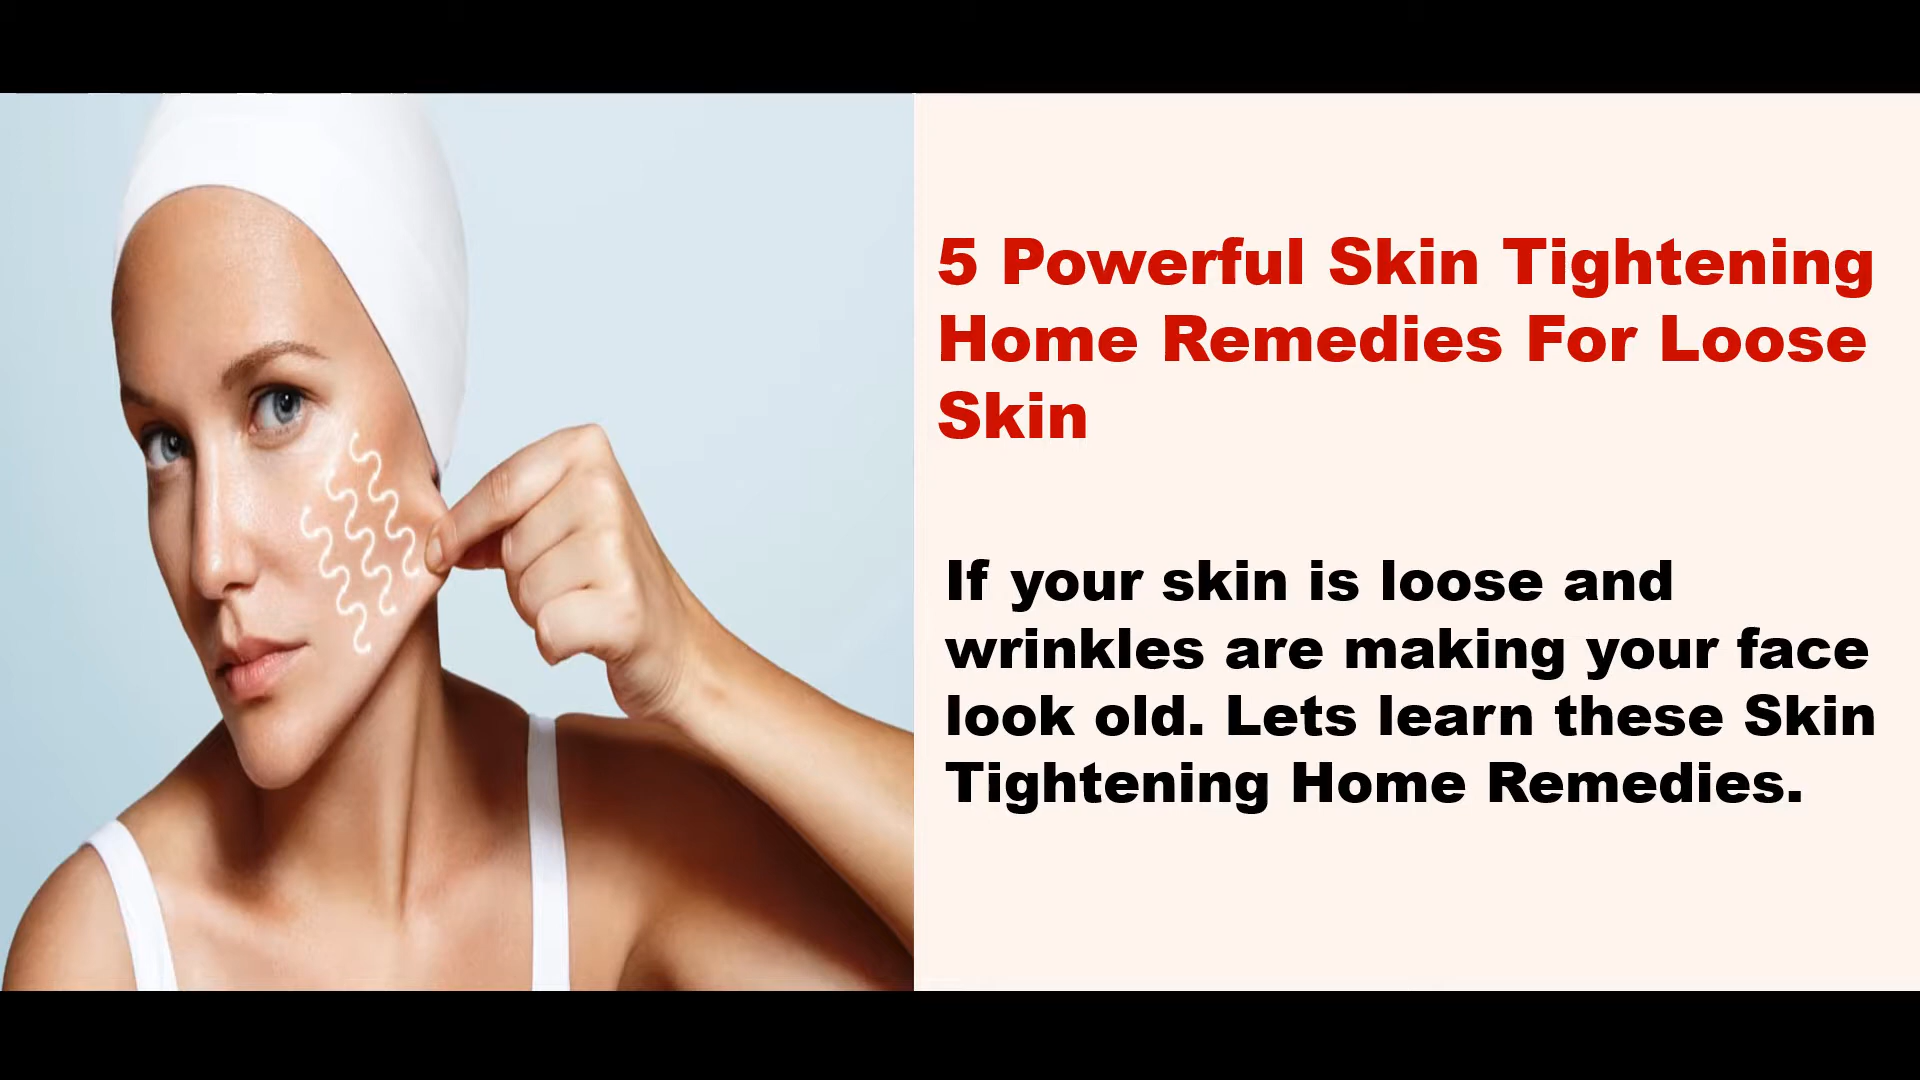 5 Powerful Skin Tightening
Home Remedies For Loose
Skin
If your skin is loose and
wrinkles are making your face
look old. Lets learn these Skin
Tightening Home Remedies.